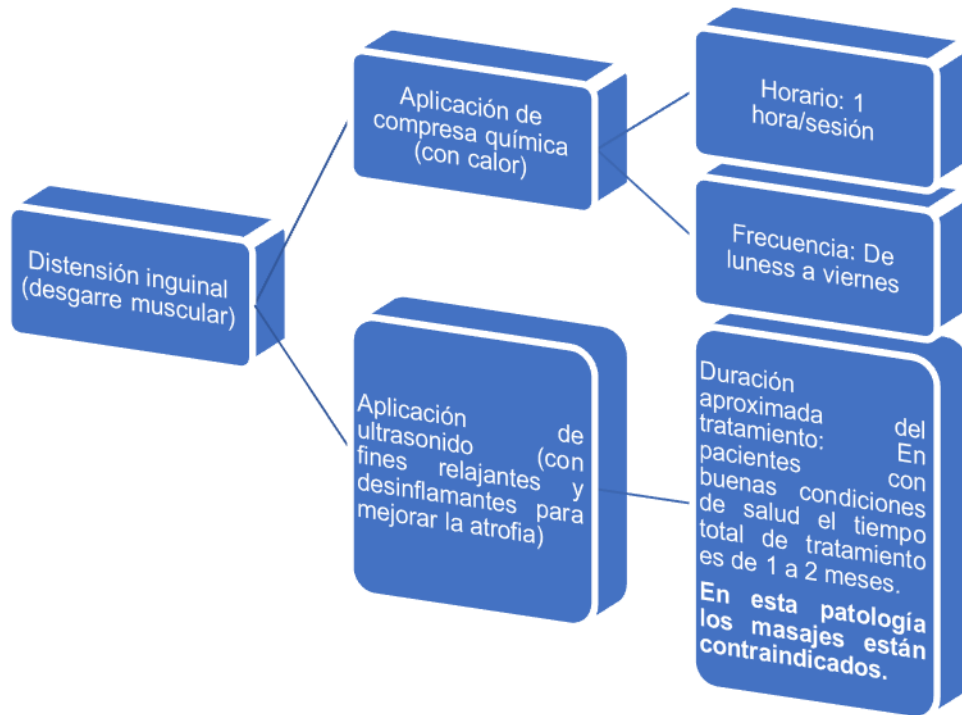 Distensión inguinal
(desgarre muscular)
Aplicación de
compresa química
(con calor)
Horario: 1
hora/sesión
Frecuencia: De
luness a viernes
Aplicación de
ultrasonido (con
fines relajantes y
desinflamantes para
mejorar la atrofia)
Duración
aproximada del
tratamiento: En
pacientes con
buenas condiciones
de salud el tiempo
total de tratamiento
es de 1 a 2 meses.
En esta patología
los masajes están
contraindicados.